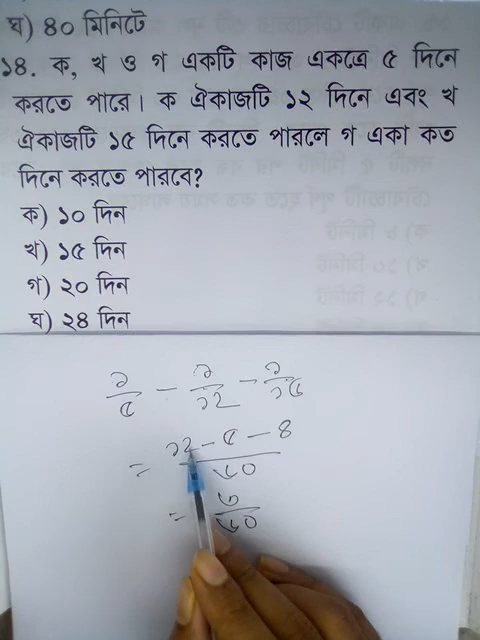 ঘ) ৪০ মিনিটে
১৪. ক, খ ও গ একটি কাজ একত্রে ৫ দিনে
করতে পারে। ক ঐকাজটি ১২ দিনে এবং খ
ঐকাজটি ১৫ দিনে করতে পারলে গ একা কত
দিনে করতে পারবে?
ক) ১০ দিন
খ) ১৫ দিন
গ) ২০ দিন
ঘ) ২৪ দিন
১/৫ - ১/১২ - ১/১৫
= ১২ - ৫ - ৪/৬০
= ৩/৬০